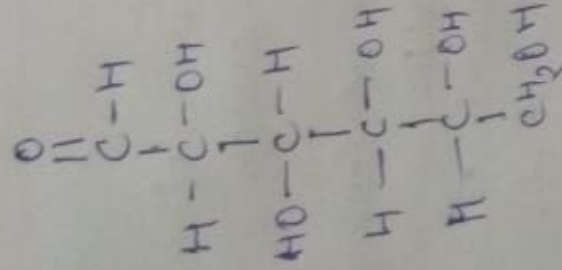 O
||
C - H
H - C - OH
HO - C - H
H - C - OH
H - C - OH
CH₂OH